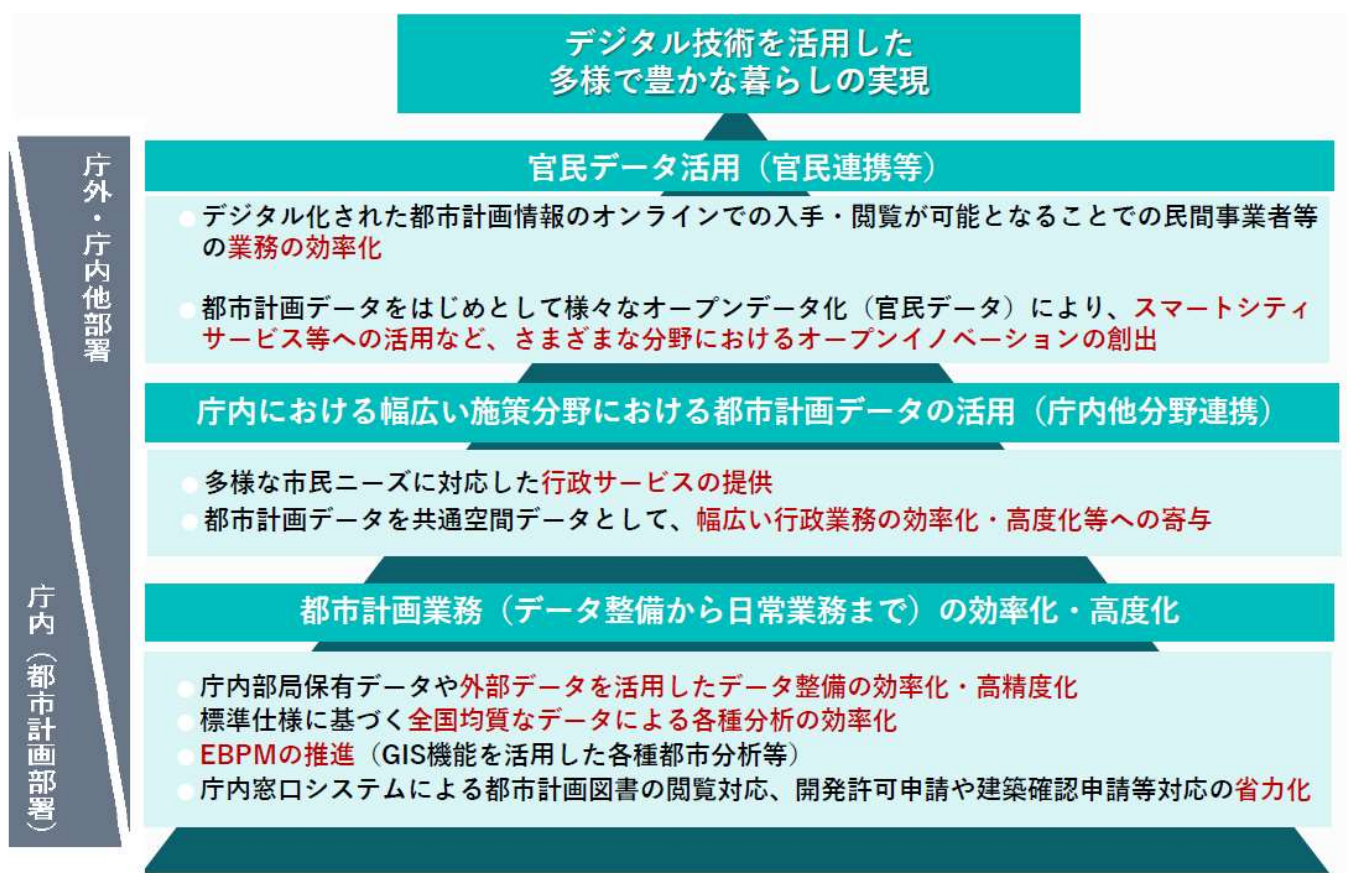 デジタル技術を活用した
多様で豊かな暮らしの実現
庁外・庁内他部署
官民データ活用（官民連携等）
デジタル化された都市計画情報のオンラインでの入手・閲覧が可能となることでの民間事業者等
の業務の効率化
都市計画データをはじめとして様々なオープンデータ化（官民データ）により、スマートシティ
サービス等への活用など、さまざまな分野におけるオープンイノベーションの創出
庁内における幅広い施策分野における都市計画データの活用（庁内他分野連携）
多様な市民ニーズに対応した行政サービスの提供
都市計画データを共通空間データとして、幅広い行政業務の効率化・高度化等への寄与
庁内（都市計画部署）
都市計画業務（データ整備から日常業務まで）の効率化・高度化
庁内部局保有データや外部データを活用したデータ整備の効率化・高精度化
標準仕様に基づく全国均質なデータによる各種分析の効率化
EBPMの推進（GIS機能を活用した各種都市分析等）
庁内窓口システムによる都市計画図書の閲覧対応、開発許可申請や建築確認申請等対応の省力化